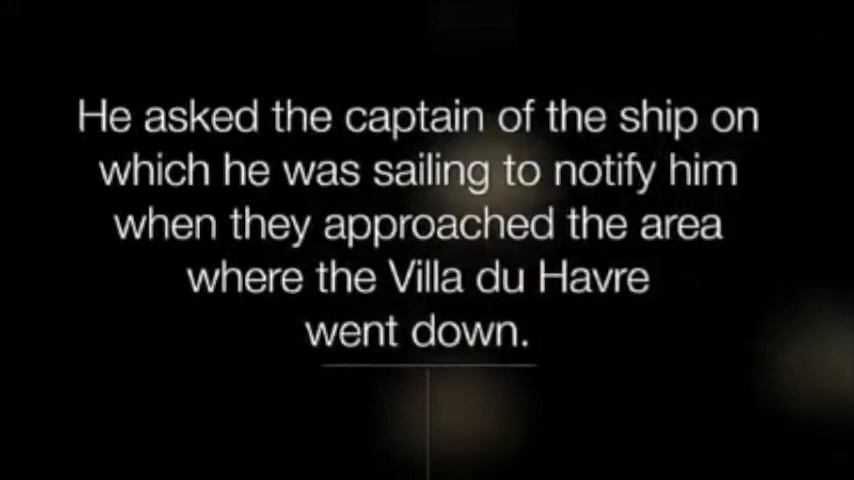 He asked the captain of the ship on
which he was sailing to notify him
when they approached the area
where the Villa du Havre
went down.